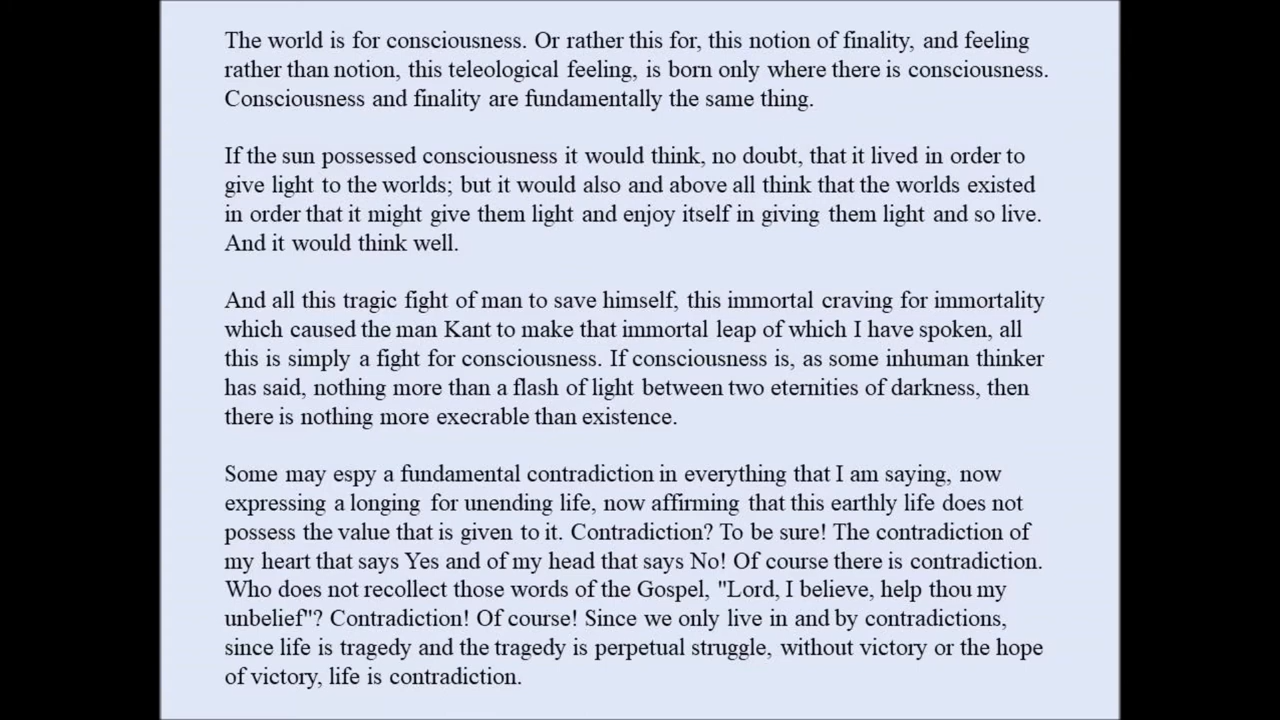 The world is for consciousness. Or rather this for, this notion of finality, and feeling
rather than notion, this teleological feeling, is born only where there is consciousness.
Consciousness and finality are fundamentally the same thing.
If the sun possessed consciousness it would think, no doubt, that it lived in order to
give light to the worlds; but it would also and above all think that the worlds existed
in order that it might give them light and enjoy itself in giving them light and so live.
And it would think well.
And all this tragic fight of man to save himself, this immortal craving for immortality
which caused the man Kant to make that immortal leap of which I have spoken, all
this is simply a fight for consciousness. If consciousness is, as some inhuman thinker
has said, nothing more than a flash of light between two eternities of darkness, then
there is nothing more execrable than existence.
Some may espy a fundamental contradiction in everything that I am saying, now
expressing a longing for unending life, now affirming that this earthly life does not
possess the value that is given to it. Contradiction? To be sure! The contradiction of
my heart that says Yes and of my head that says No! Of course there is contradiction.
Who does not recollect those words of the Gospel, "Lord, I believe, help thou my
unbelief"? Contradiction! Of course! Since we only live in and by contradictions,
since life is tragedy and the tragedy is perpetual struggle, without victory or the hope
of victory, life is contradiction.